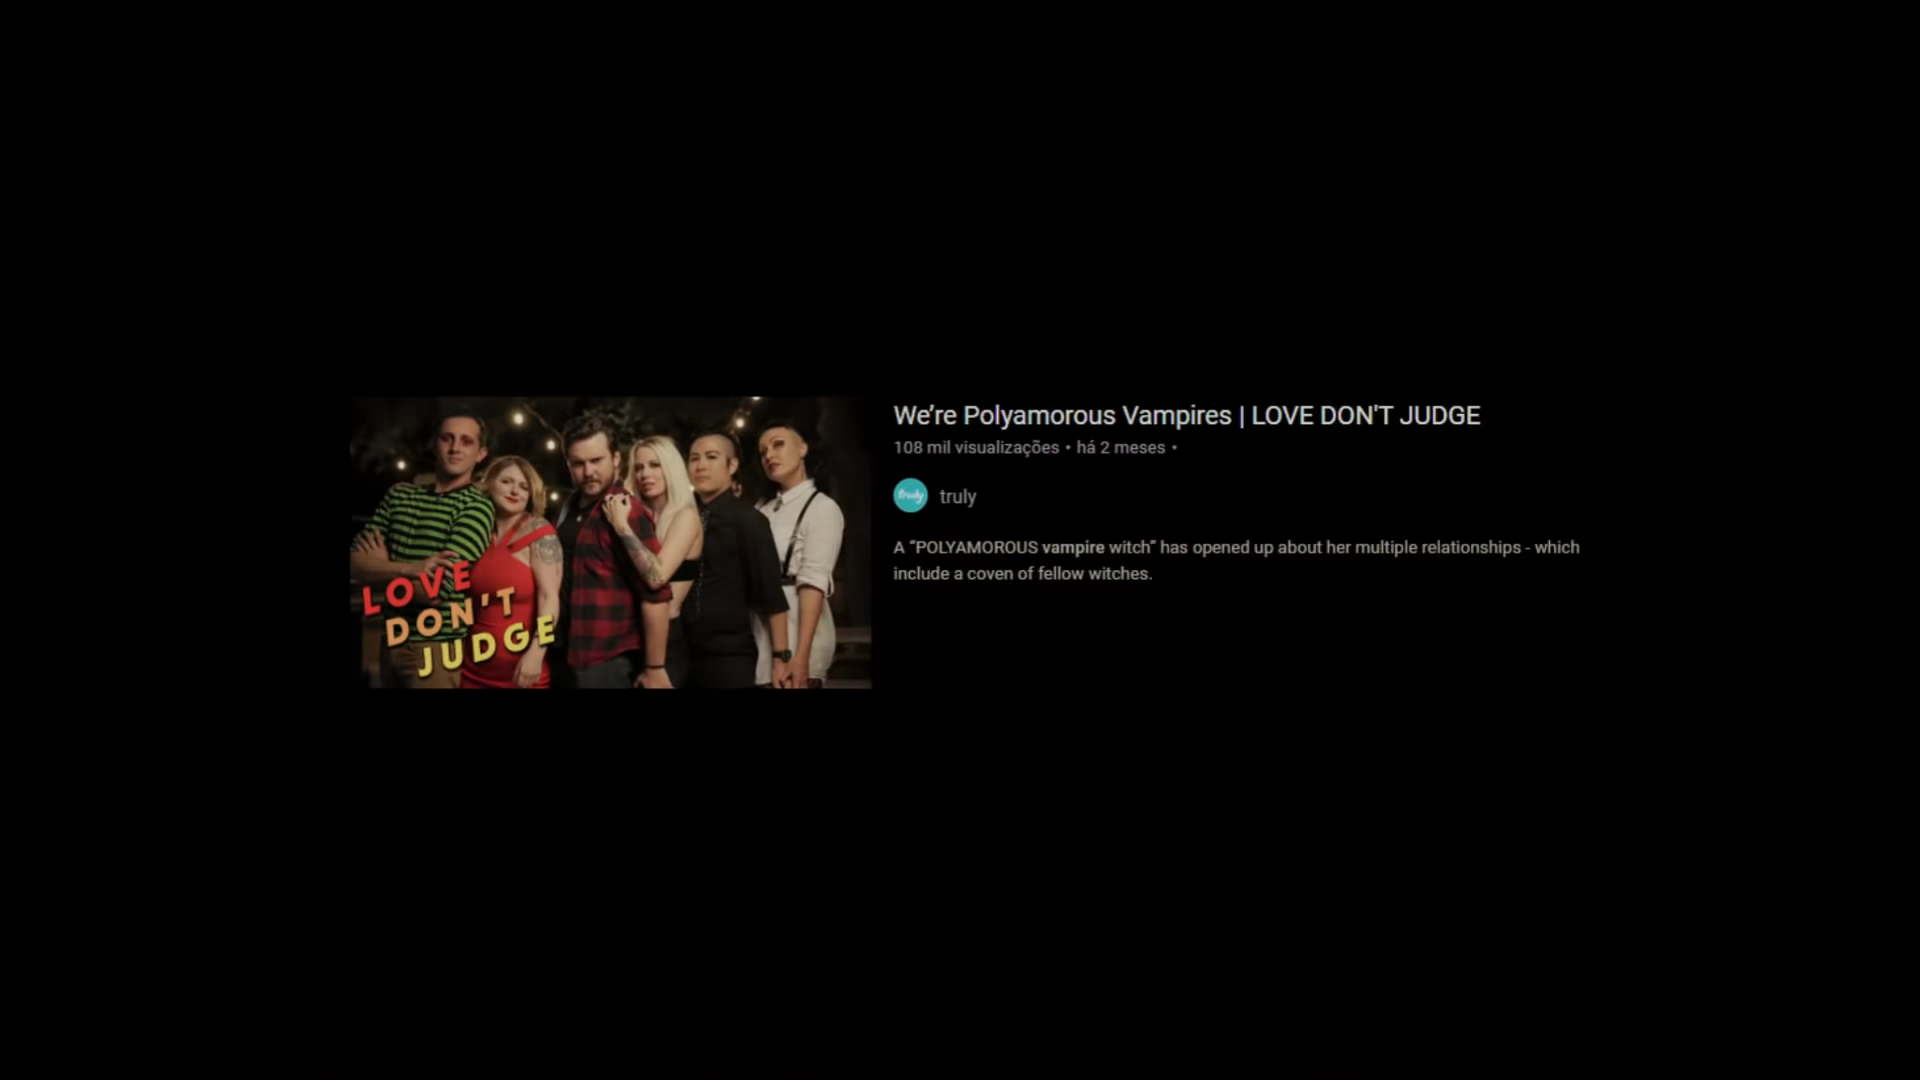 LOVE
DON'T
JUDGE
We’re Polyamorous Vampires | LOVE DON'T JUDGE
108 mil visualizações • há 2 meses •
truly
truly
A “POLYAMOROUS vampire witch” has opened up about her multiple relationships - which
include a coven of fellow witches.